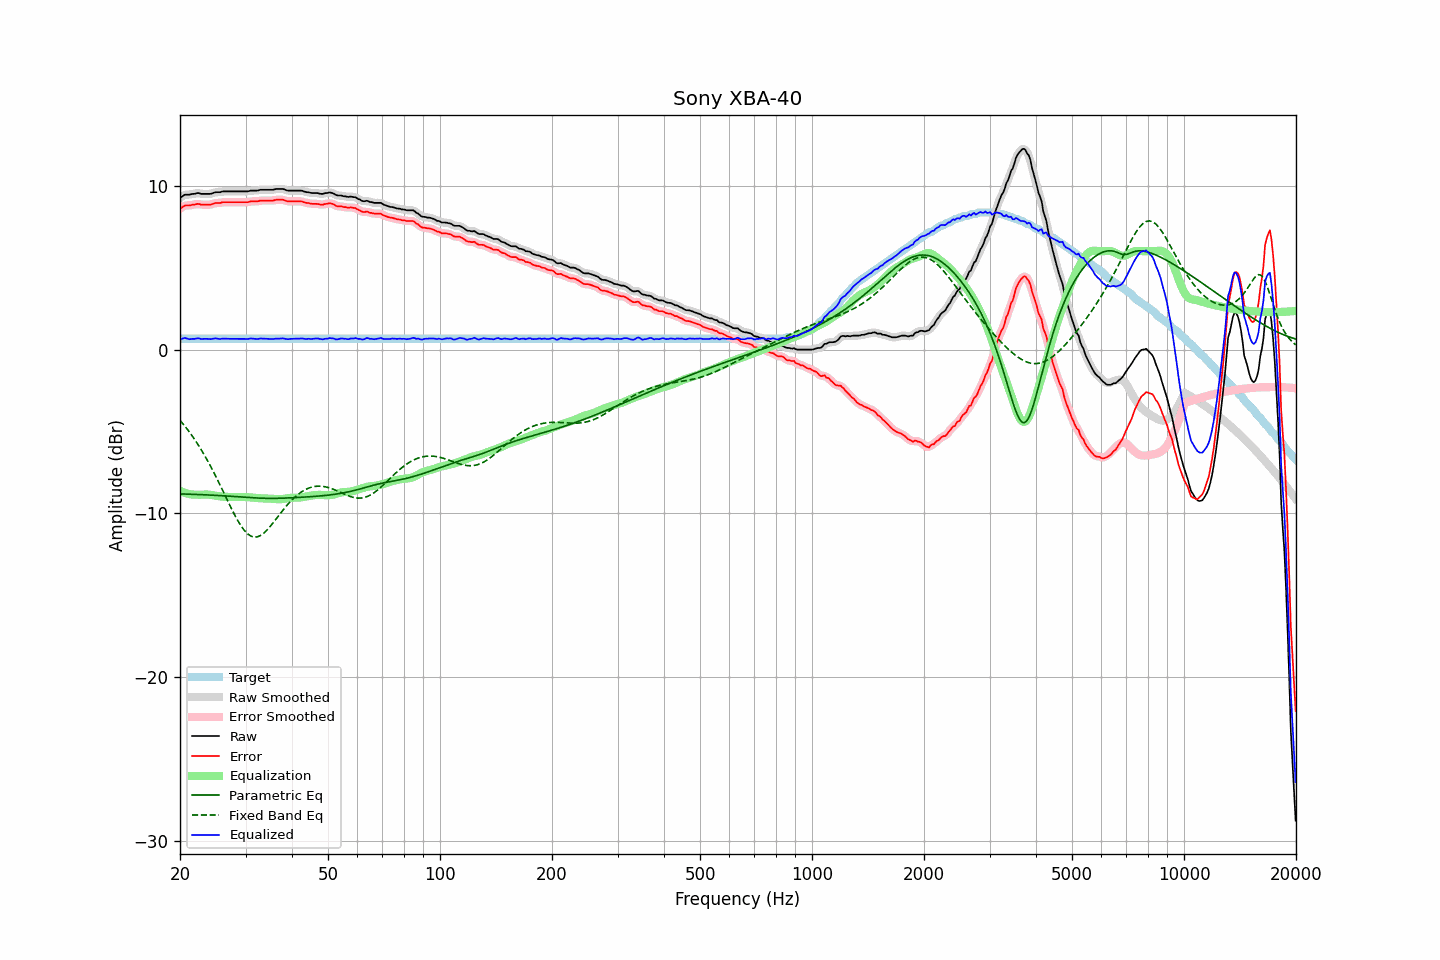 Sony XBA-40
Amplitude (dBr)
10
0
−10
−20
−30
Target
Raw Smoothed
Error Smoothed
Raw
Error
Equalization
Parametric Eq
Fixed Band Eq
Equalized
20 50 100 200 500 1000 2000 5000 10000 20000
Frequency (Hz)